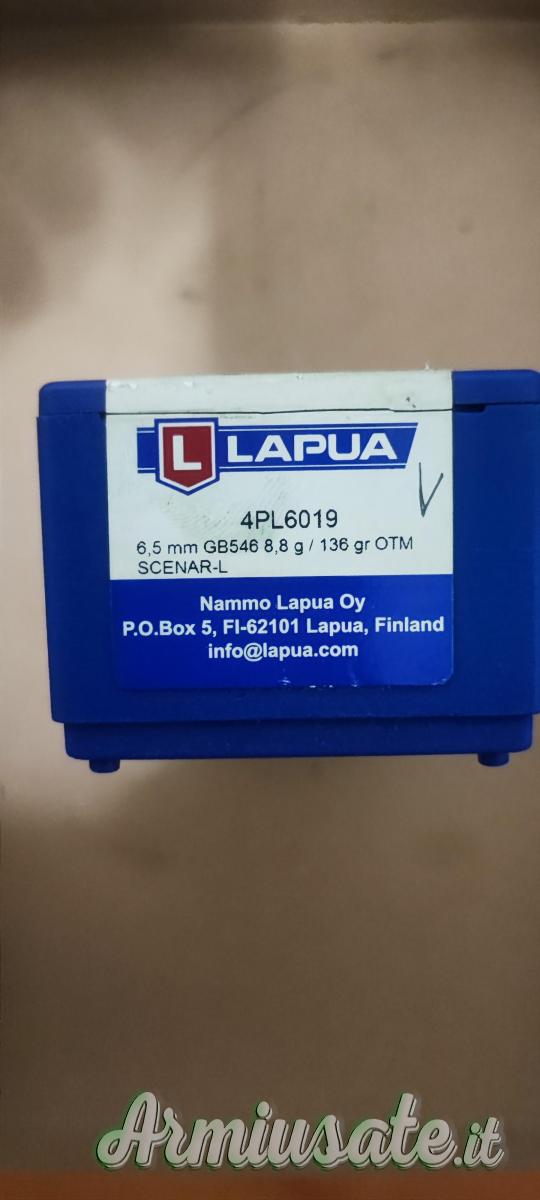 L LAPUA
4PL6019
6,5 mm GB546 8,8 g / 136 gr OTM
SCENAR-L
Nammo Lapua Oy
P.O.Box 5, FI-62101 Lapua, Finland
info@lapua.com
Armiusate.it